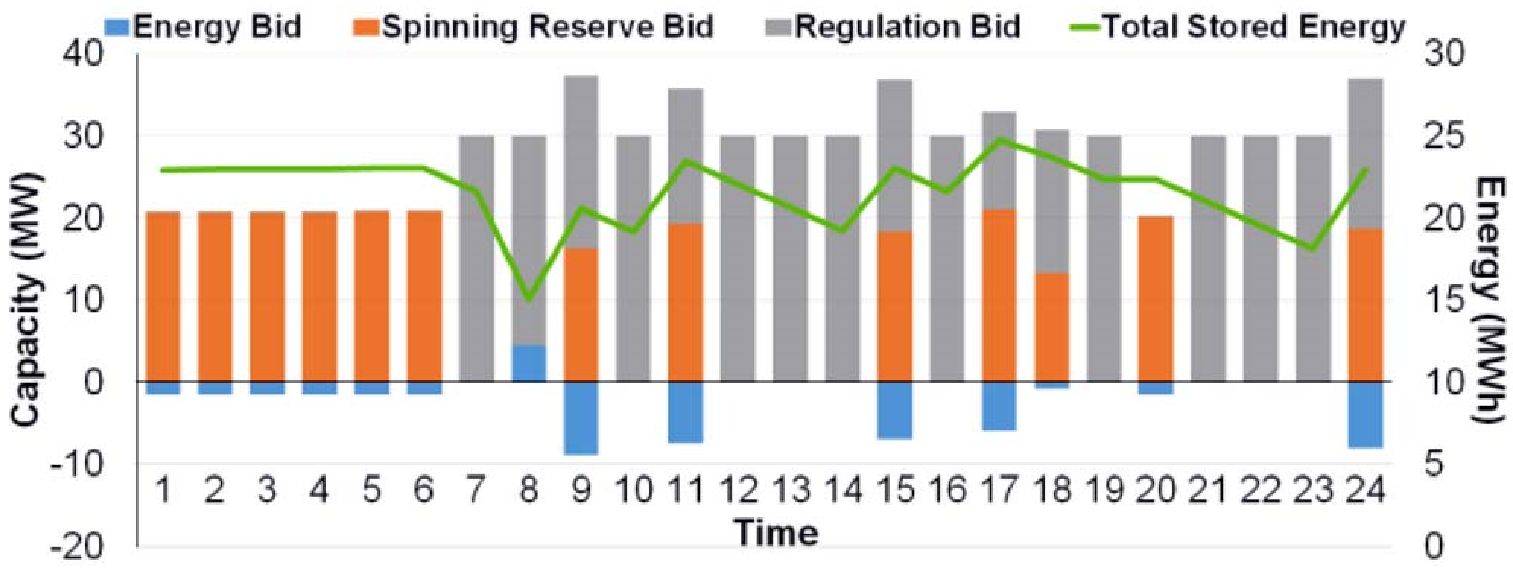 Energy Bid Spinning Reserve Bid Regulation Bid Total Stored Energy
40 30
30 25
20 20
10 15
0 10
-10 5
-20 0
Capacity (MW)
Energy (MWh)
1 2 3 4 5 6 7 8 9 10 11 12 13 14 15 16 17 18 19 20 21 22 23 24
Time